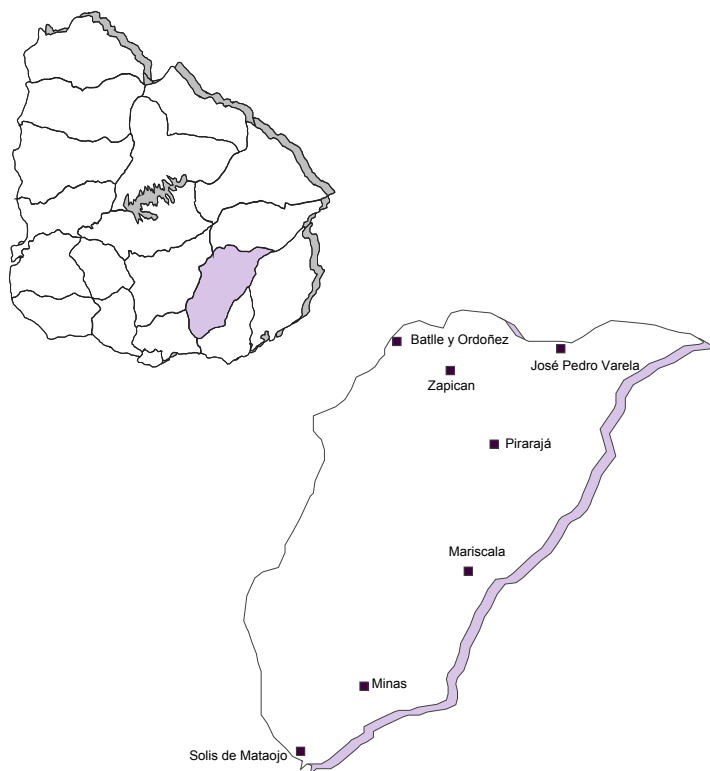 Batlle y Ordoñez
José Pedro Varela
Zapican
Pirarajá
Mariscala
Minas
Solis de Mataojo